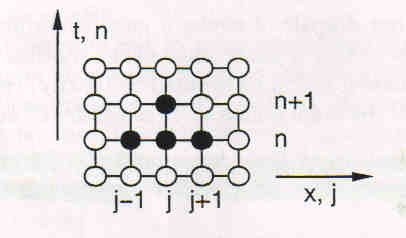 t, n
n+1
n
j−1 j j+1
x, j